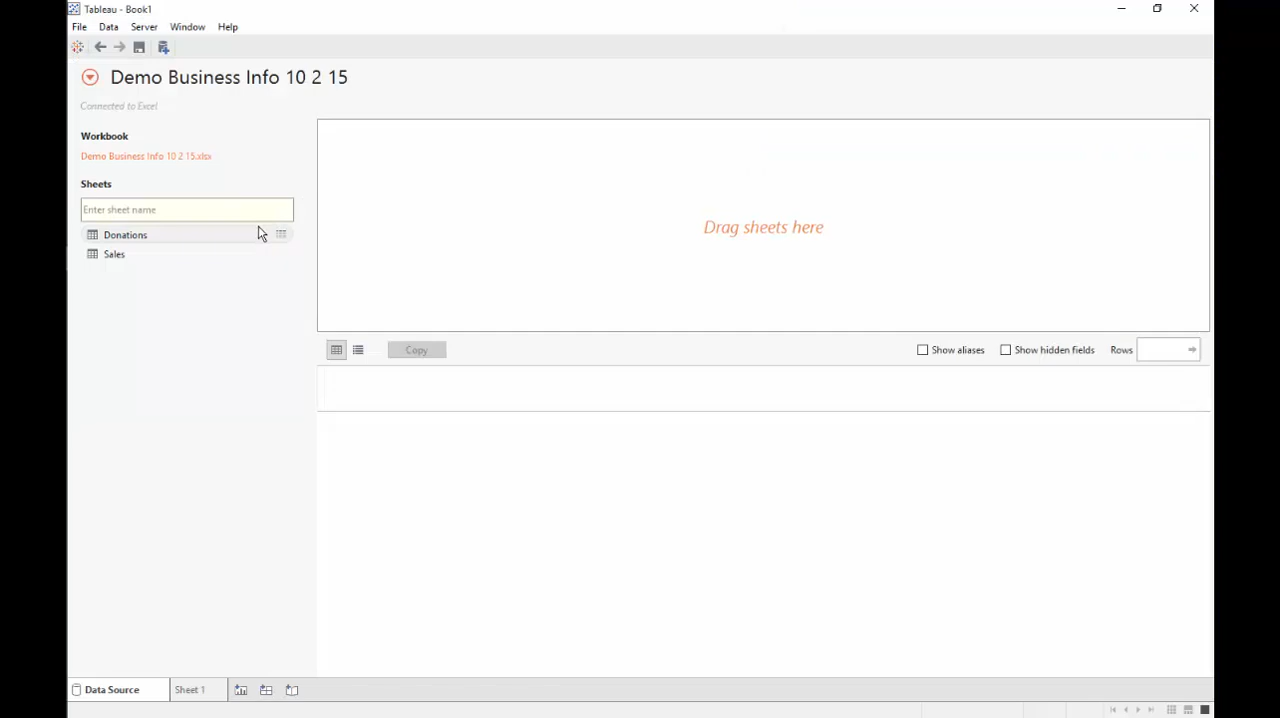 Tableau - Book1
File Data Server Window Help
Demo Business Info 10 2 15
Connected to Excel
Workbook
Demo Business Info 10 2 15.xlsx
Sheets
Enter sheet name
Donations
Sales
Drag sheets here
Copy
Show aliases
Show hidden fields
Rows
Data Source
Sheet 1